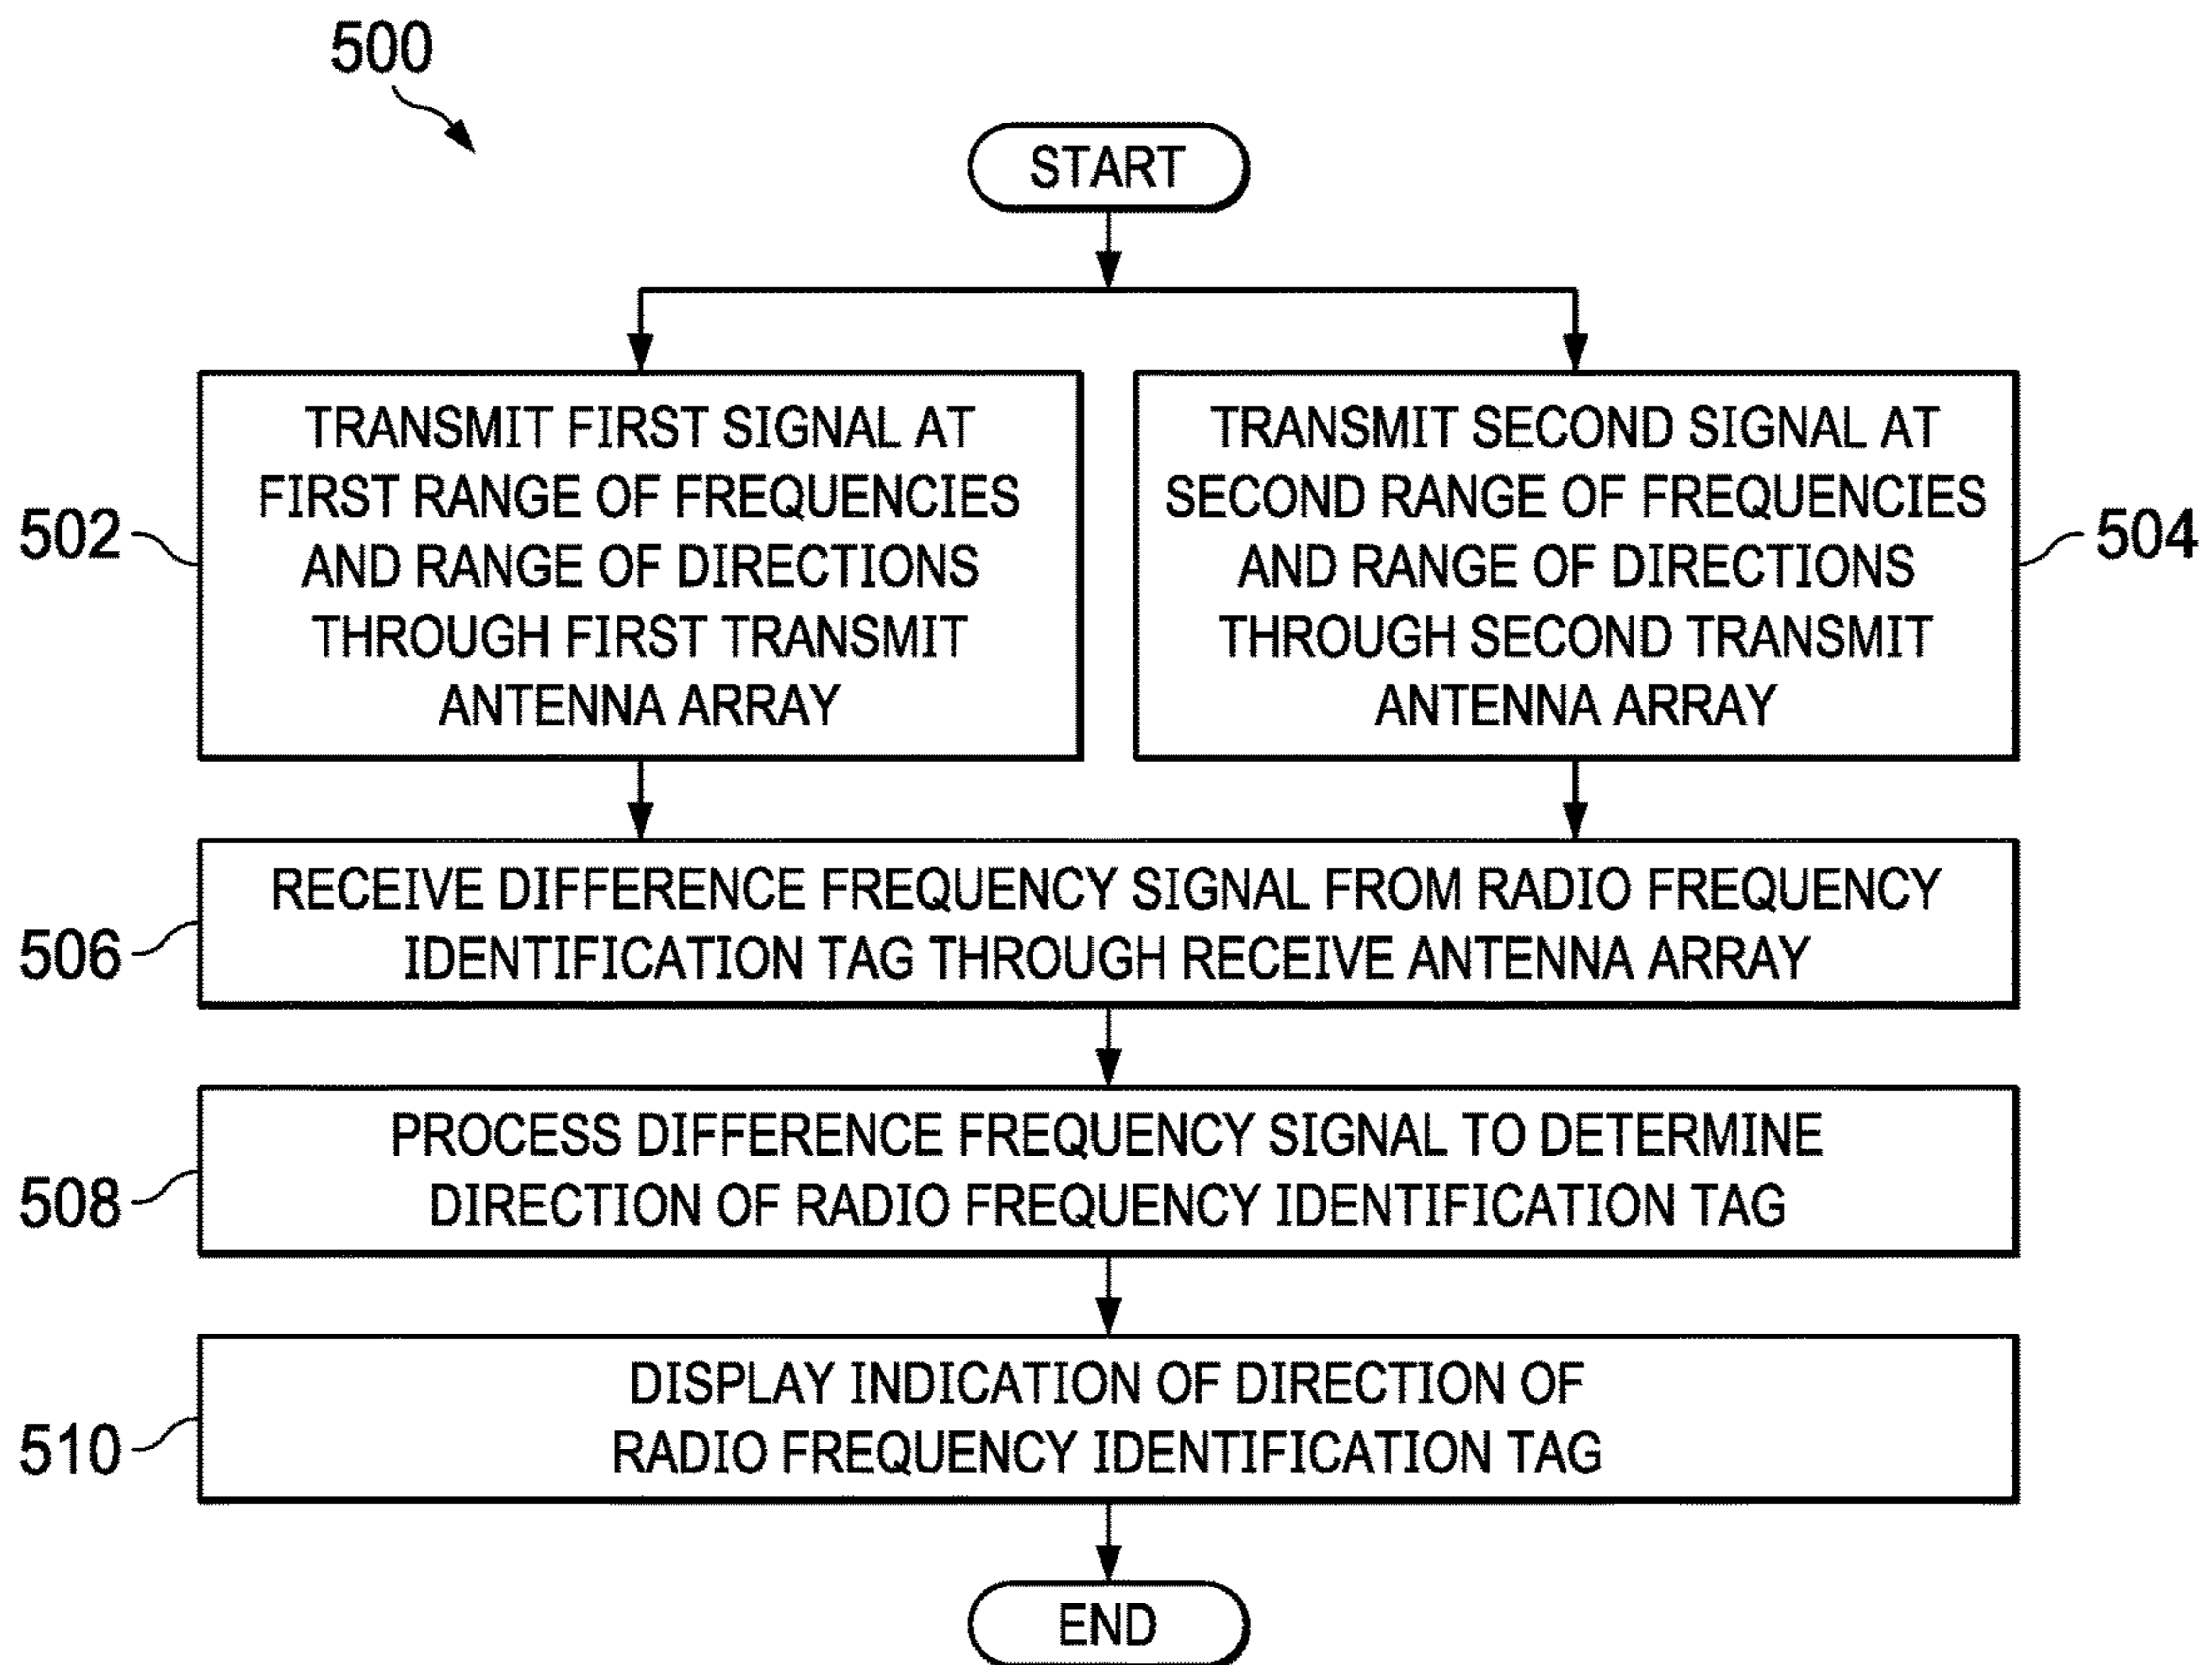 500
START
TRANSMIT FIRST SIGNAL AT
FIRST RANGE OF FREQUENCIES
AND RANGE OF DIRECTIONS
THROUGH FIRST TRANSMIT
ANTENNA ARRAY
502
TRANSMIT SECOND SIGNAL AT
SECOND RANGE OF FREQUENCIES
AND RANGE OF DIRECTIONS
THROUGH SECOND TRANSMIT
ANTENNA ARRAY
504
RECEIVE DIFFERENCE FREQUENCY SIGNAL FROM RADIO FREQUENCY
IDENTIFICATION TAG THROUGH RECEIVE ANTENNA ARRAY
506
PROCESS DIFFERENCE FREQUENCY SIGNAL TO DETERMINE
DIRECTION OF RADIO FREQUENCY IDENTIFICATION TAG
508
DISPLAY INDICATION OF DIRECTION OF
RADIO FREQUENCY IDENTIFICATION TAG
510
END